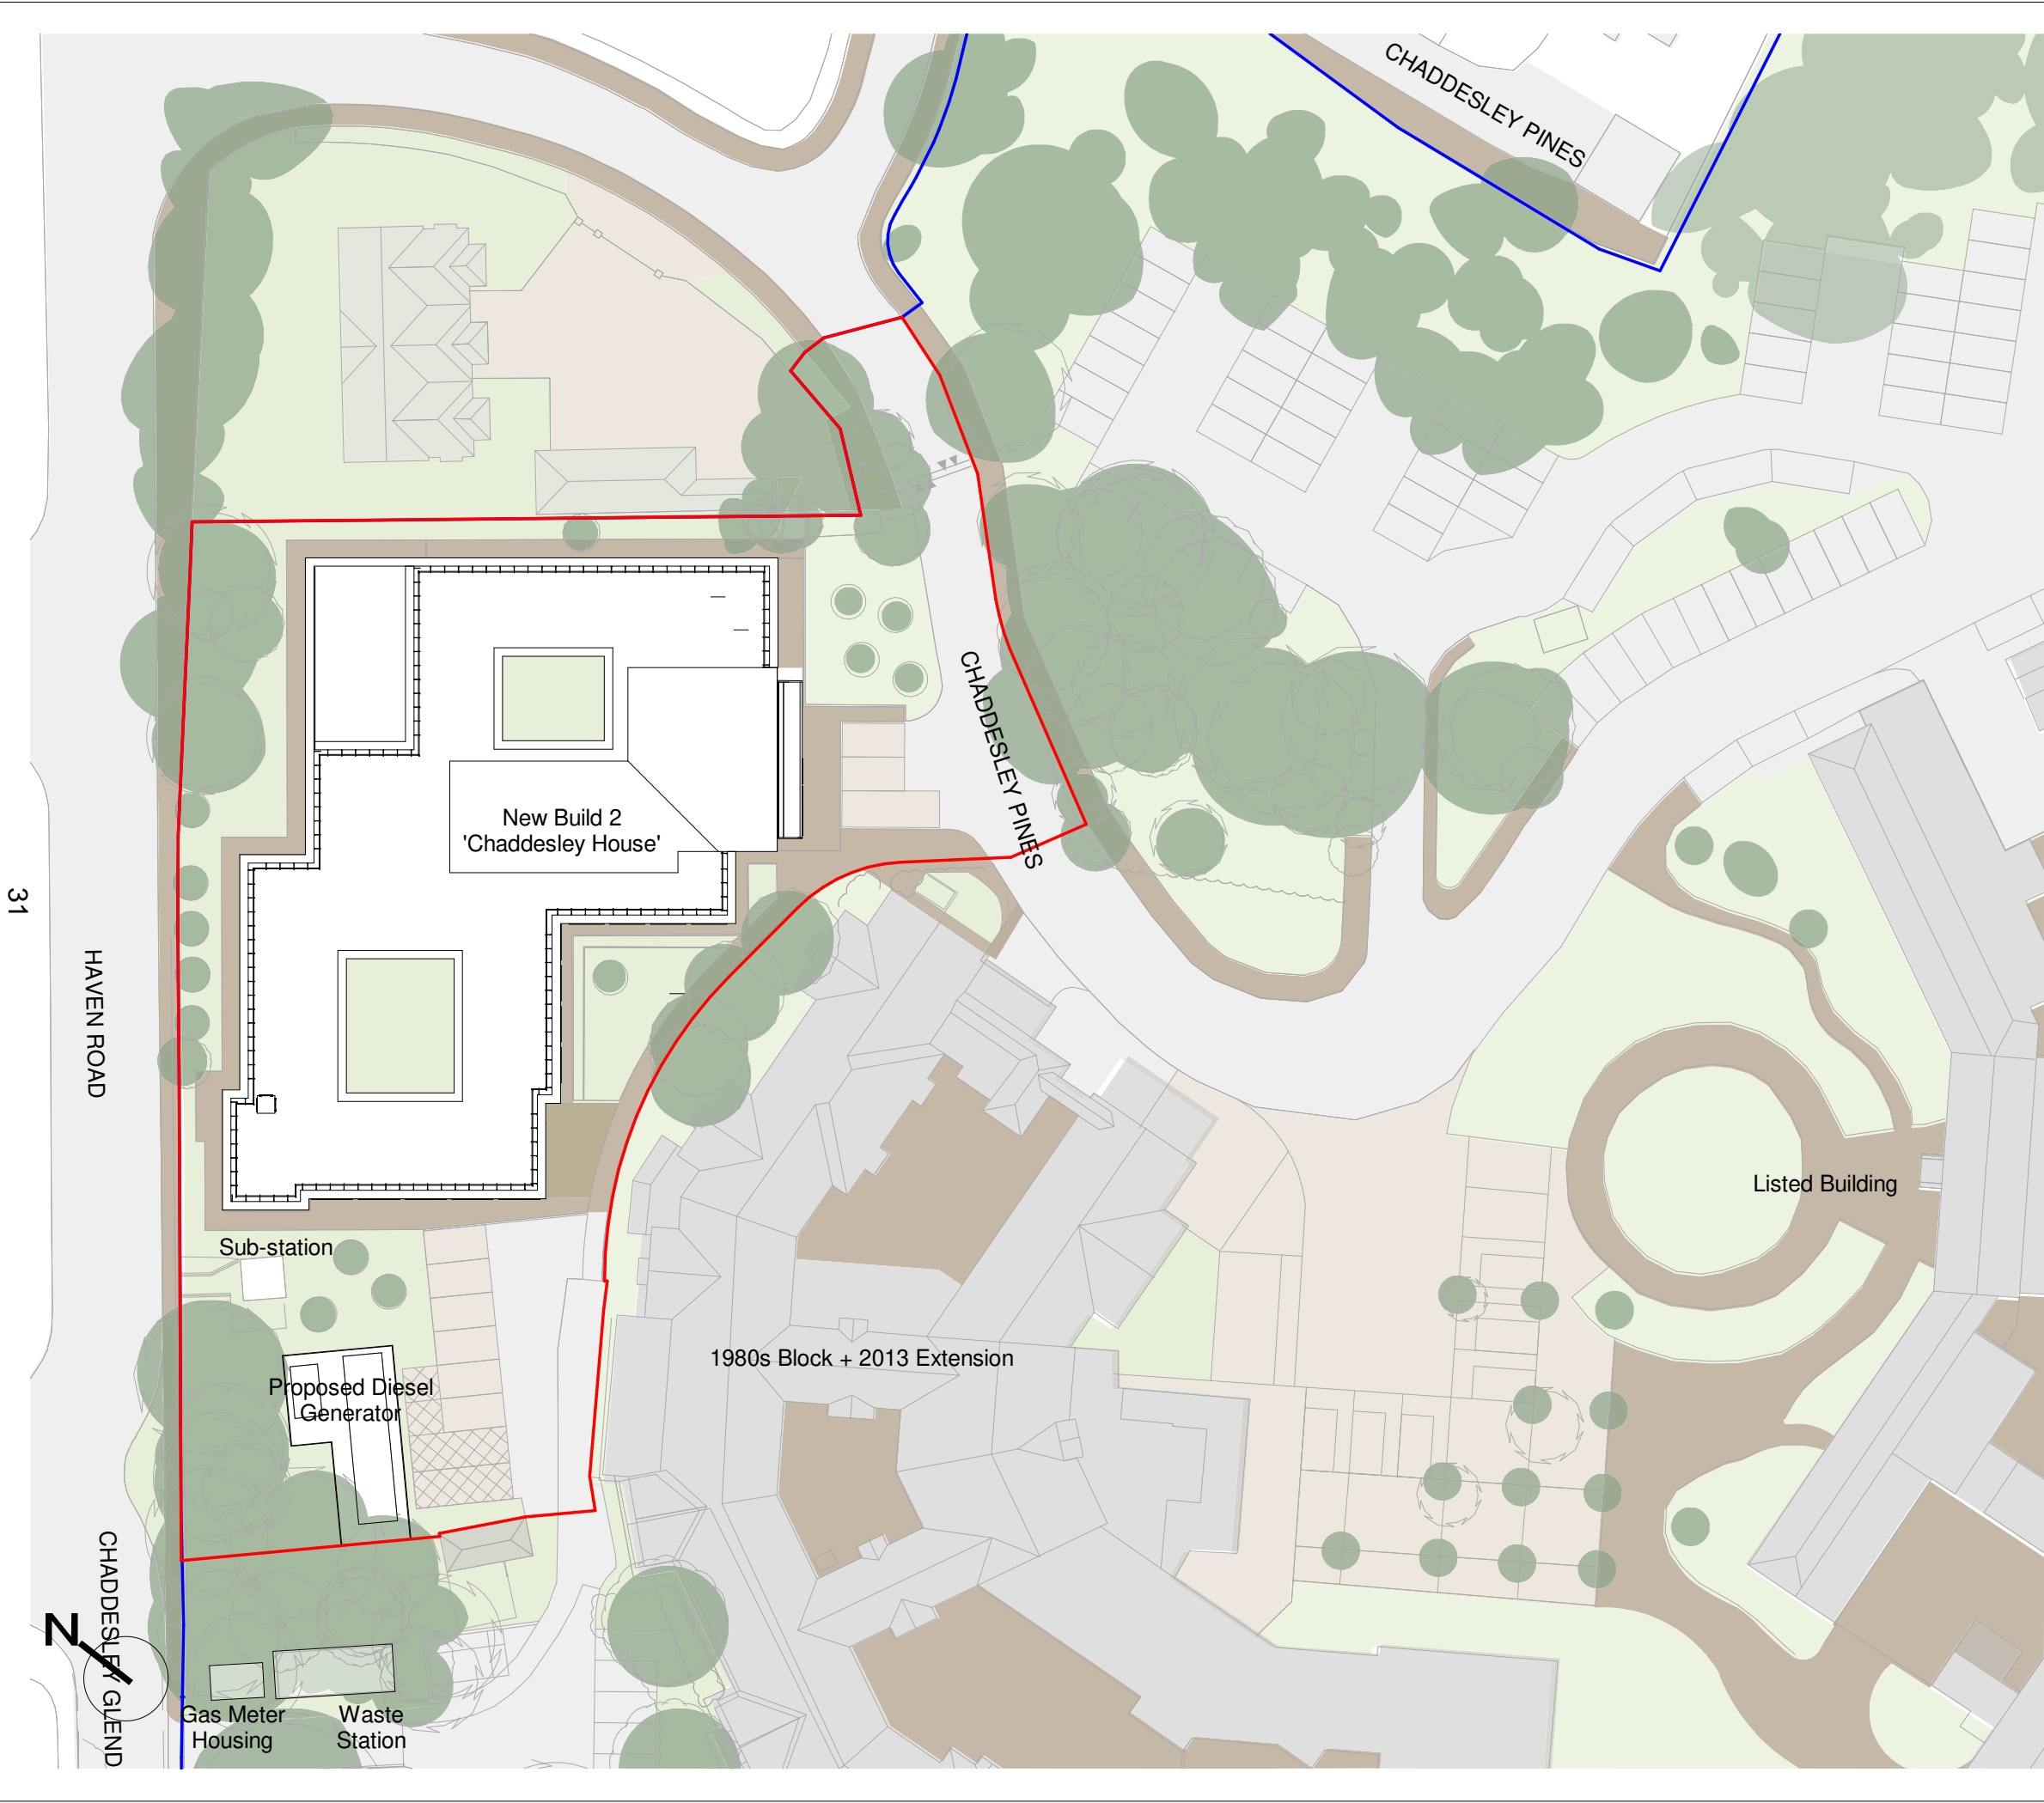 CHADDESLEY PINES
CHADDESLEY PINES
New Build 2
'Chaddesley House'
31
HAVEN ROAD
Listed Building
Sub-station
1980s Block + 2013 Extension
Proposed Diesel
Generator
CHADDESLEY GLEND
N
Gas Meter
Housing
Waste
Station